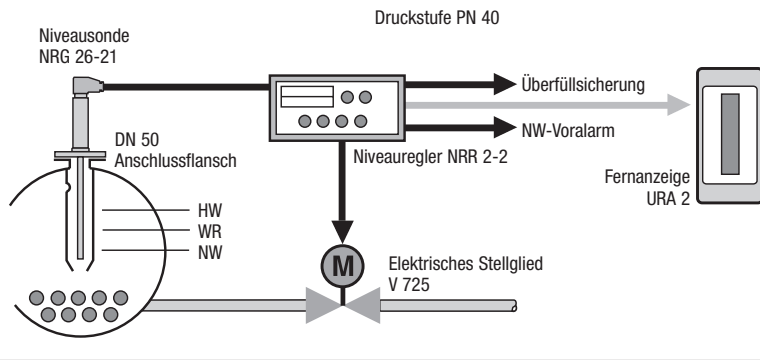 Druckstufe PN 40
Niveausonde
NRG 26-21
Überfüllsicherung
NW-Voralarm
DN 50
Anschlussflansch
Niveauregler NRR 2-2
Fernanzeige
URA 2
HW
WR
NW
M
Elektrisches Stellglied
V 725